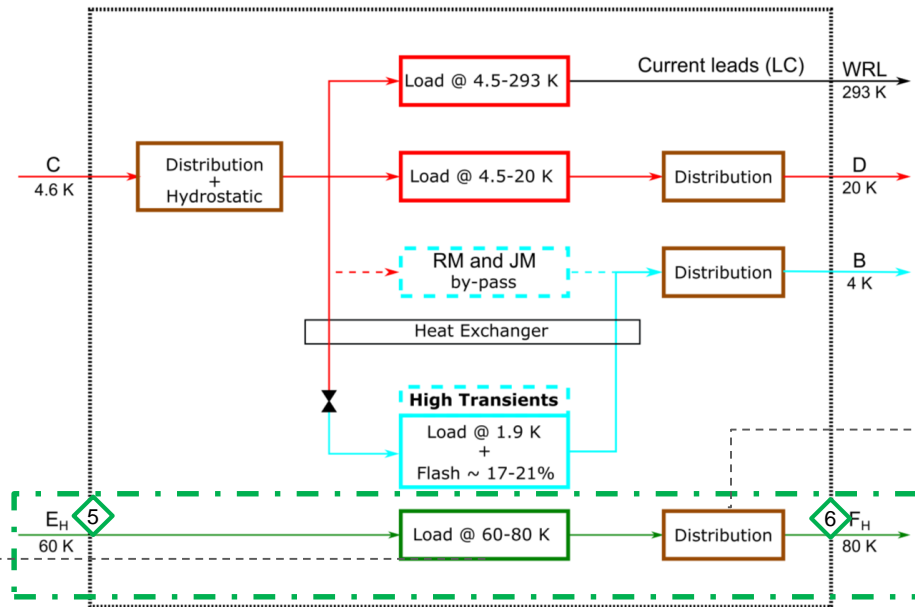 Load @ 4.5-293 K
Current leads (LC)
WRL
293 K
C
4.6 K
Distribution
+
Hydrostatic
Load @ 4.5-20 K
Distribution
D
20 K
RM and JM
by-pass
Distribution
B
4 K
Heat Exchanger
High Transients
Load @ 1.9 K
+
Flash ~ 17-21%
EH
5
60 K
Load @ 60-80 K
Distribution
6
FH
80 K